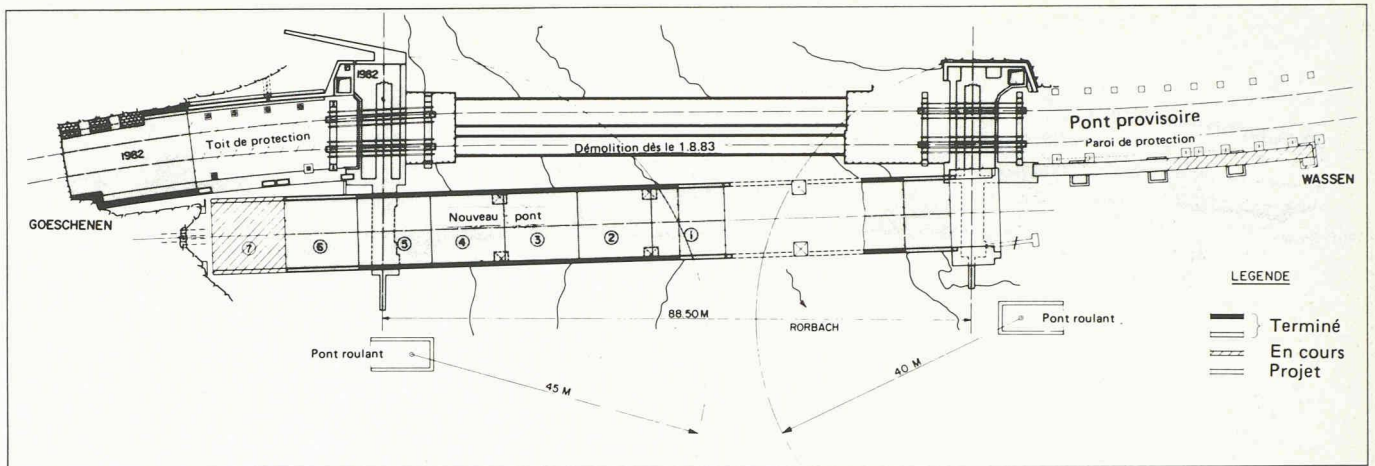 1982
1982
Toit de protection
Démolition dès le 1.8.83
Pont provisoire
Paroi de protection
GOESCHENEN
WASSEN
Nouveau pont
7
6
5
4
3
2
1
88.50 M
RORBACH
Pont roulant
45 M
40 M
Pont roulant
LEGENDE
Terminé
En cours
Projet